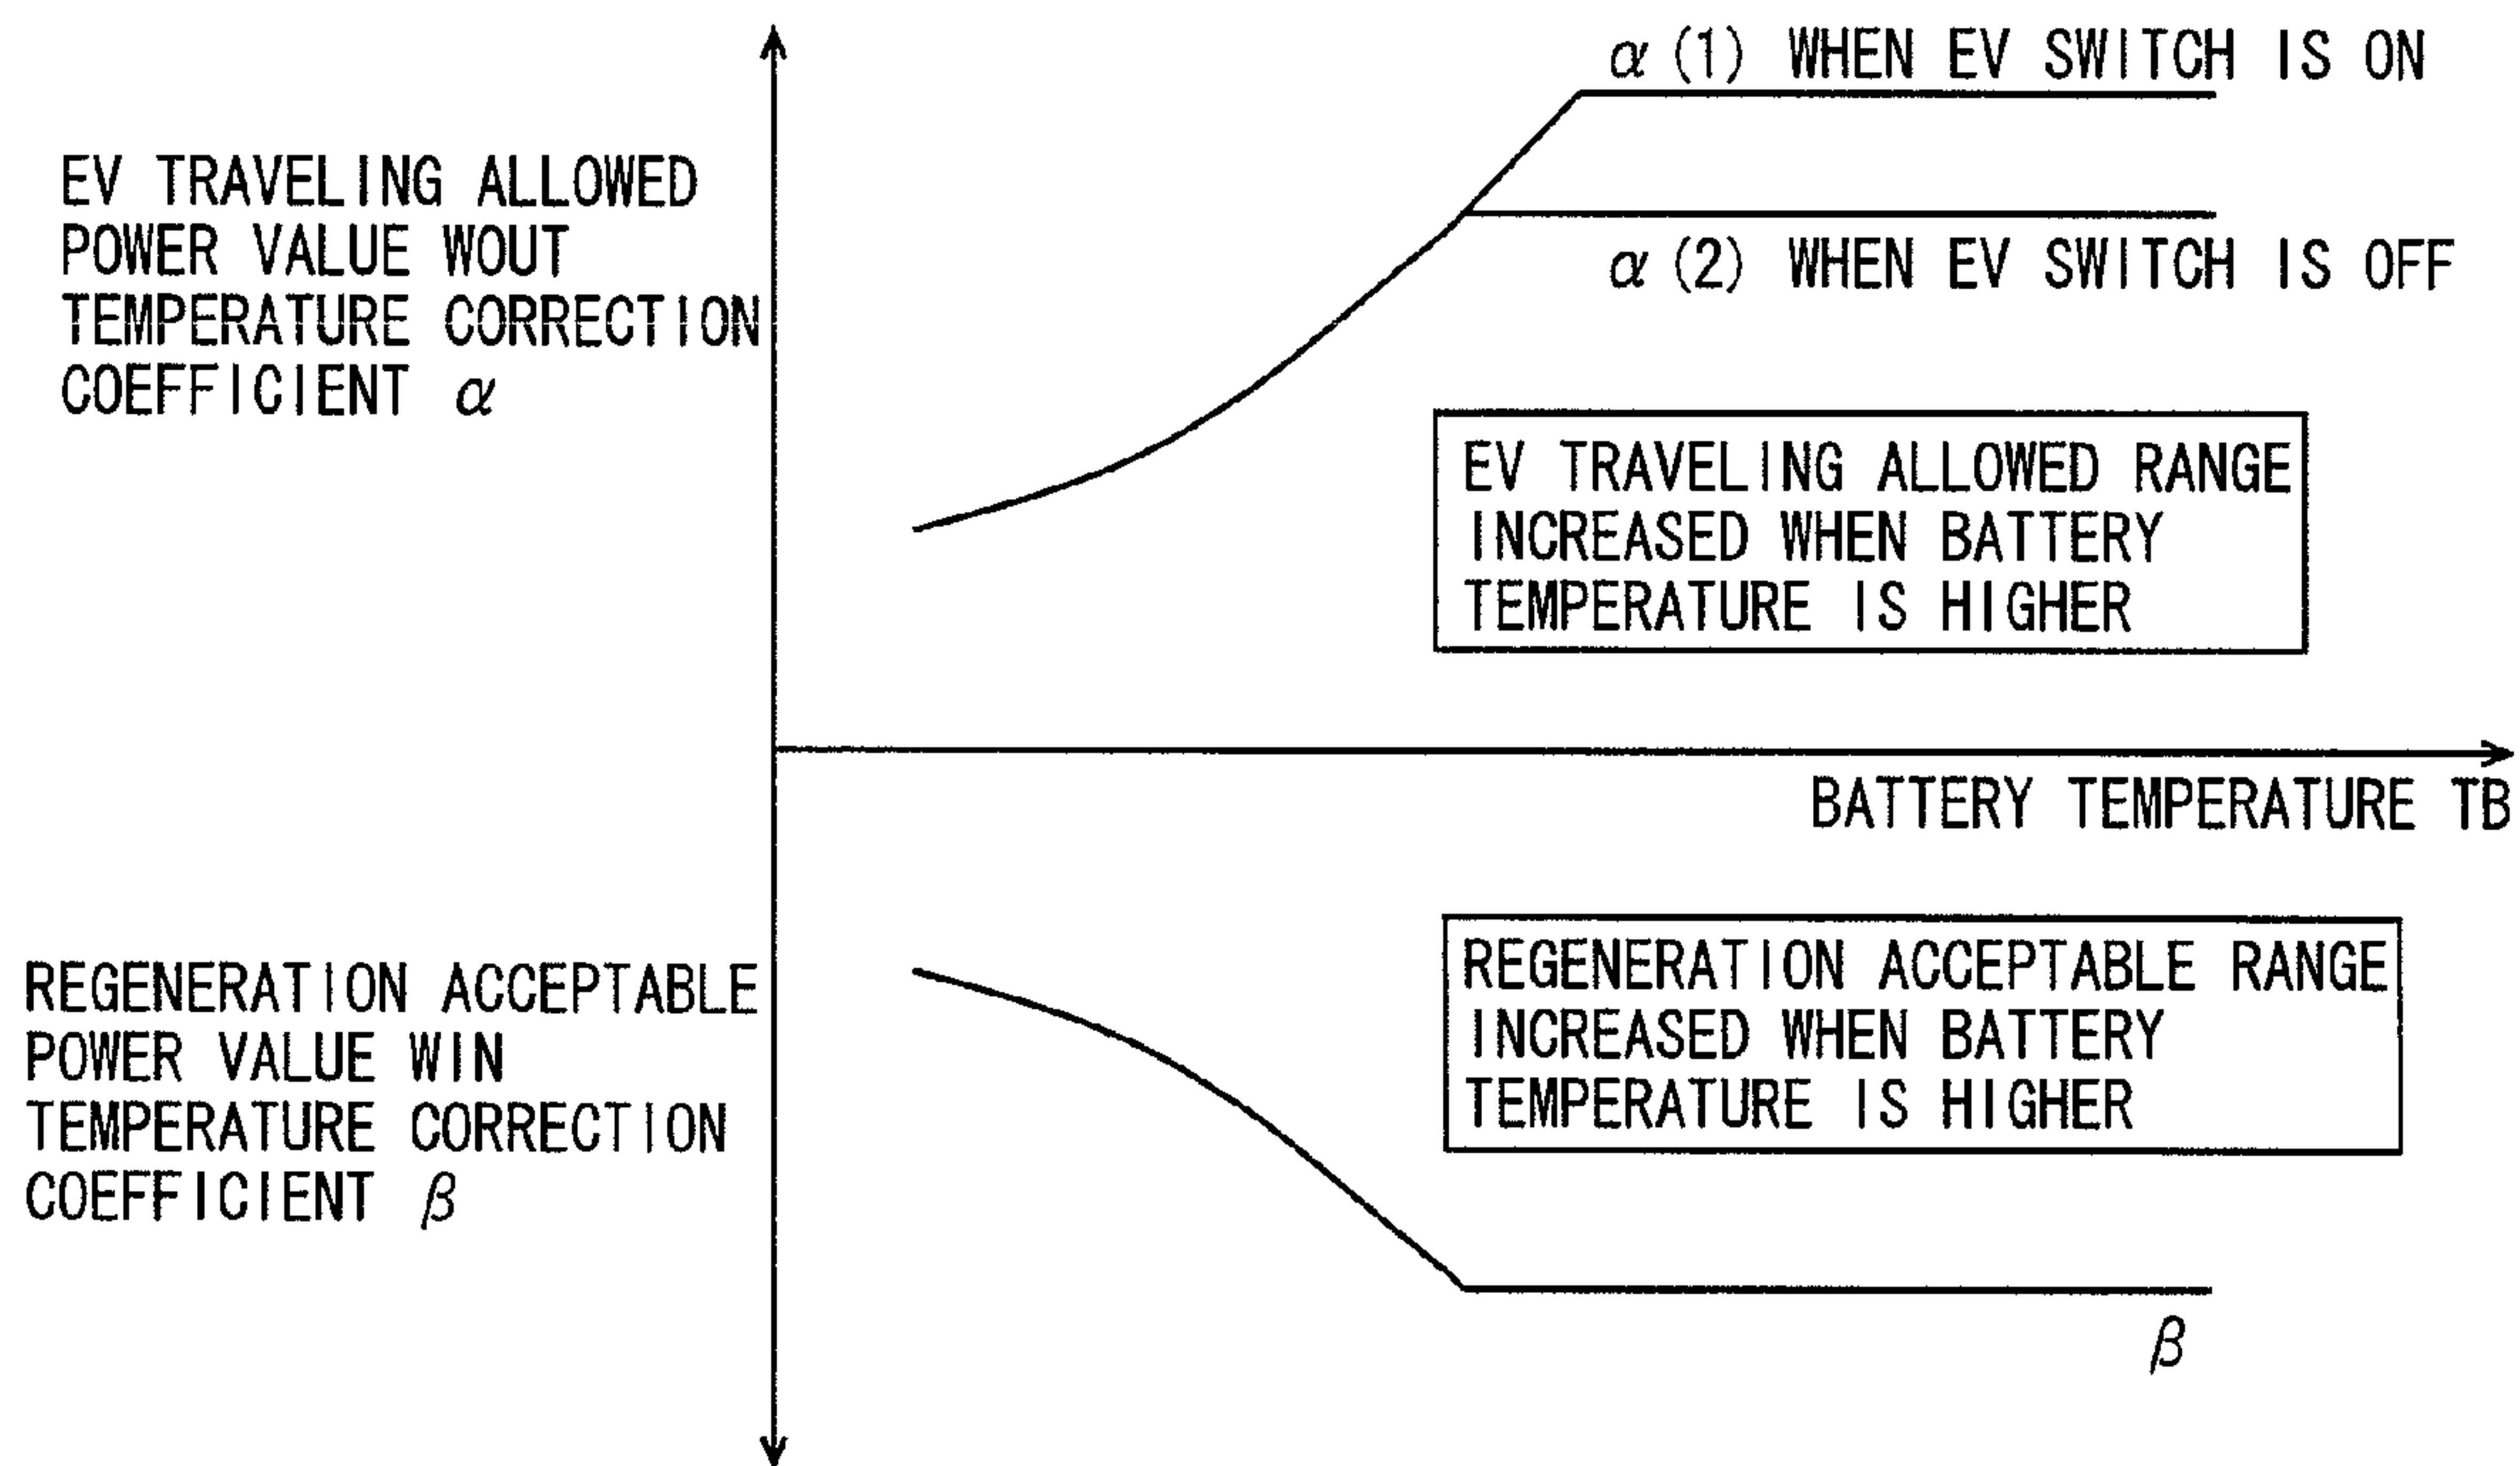 α (1) WHEN EV SWITCH IS ON
EV TRAVELING ALLOWED
POWER VALUE WOUT
TEMPERATURE CORRECTION
COEFFICIENT α
α (2) WHEN EV SWITCH IS OFF
EV TRAVELING ALLOWED RANGE
INCREASED WHEN BATTERY
TEMPERATURE IS HIGHER
BATTERY TEMPERATURE TB
REGENERATION ACCEPTABLE
POWER VALUE WIN
TEMPERATURE CORRECTION
COEFFICIENT β
REGENERATION ACCEPTABLE RANGE
INCREASED WHEN BATTERY
TEMPERATURE IS HIGHER
β